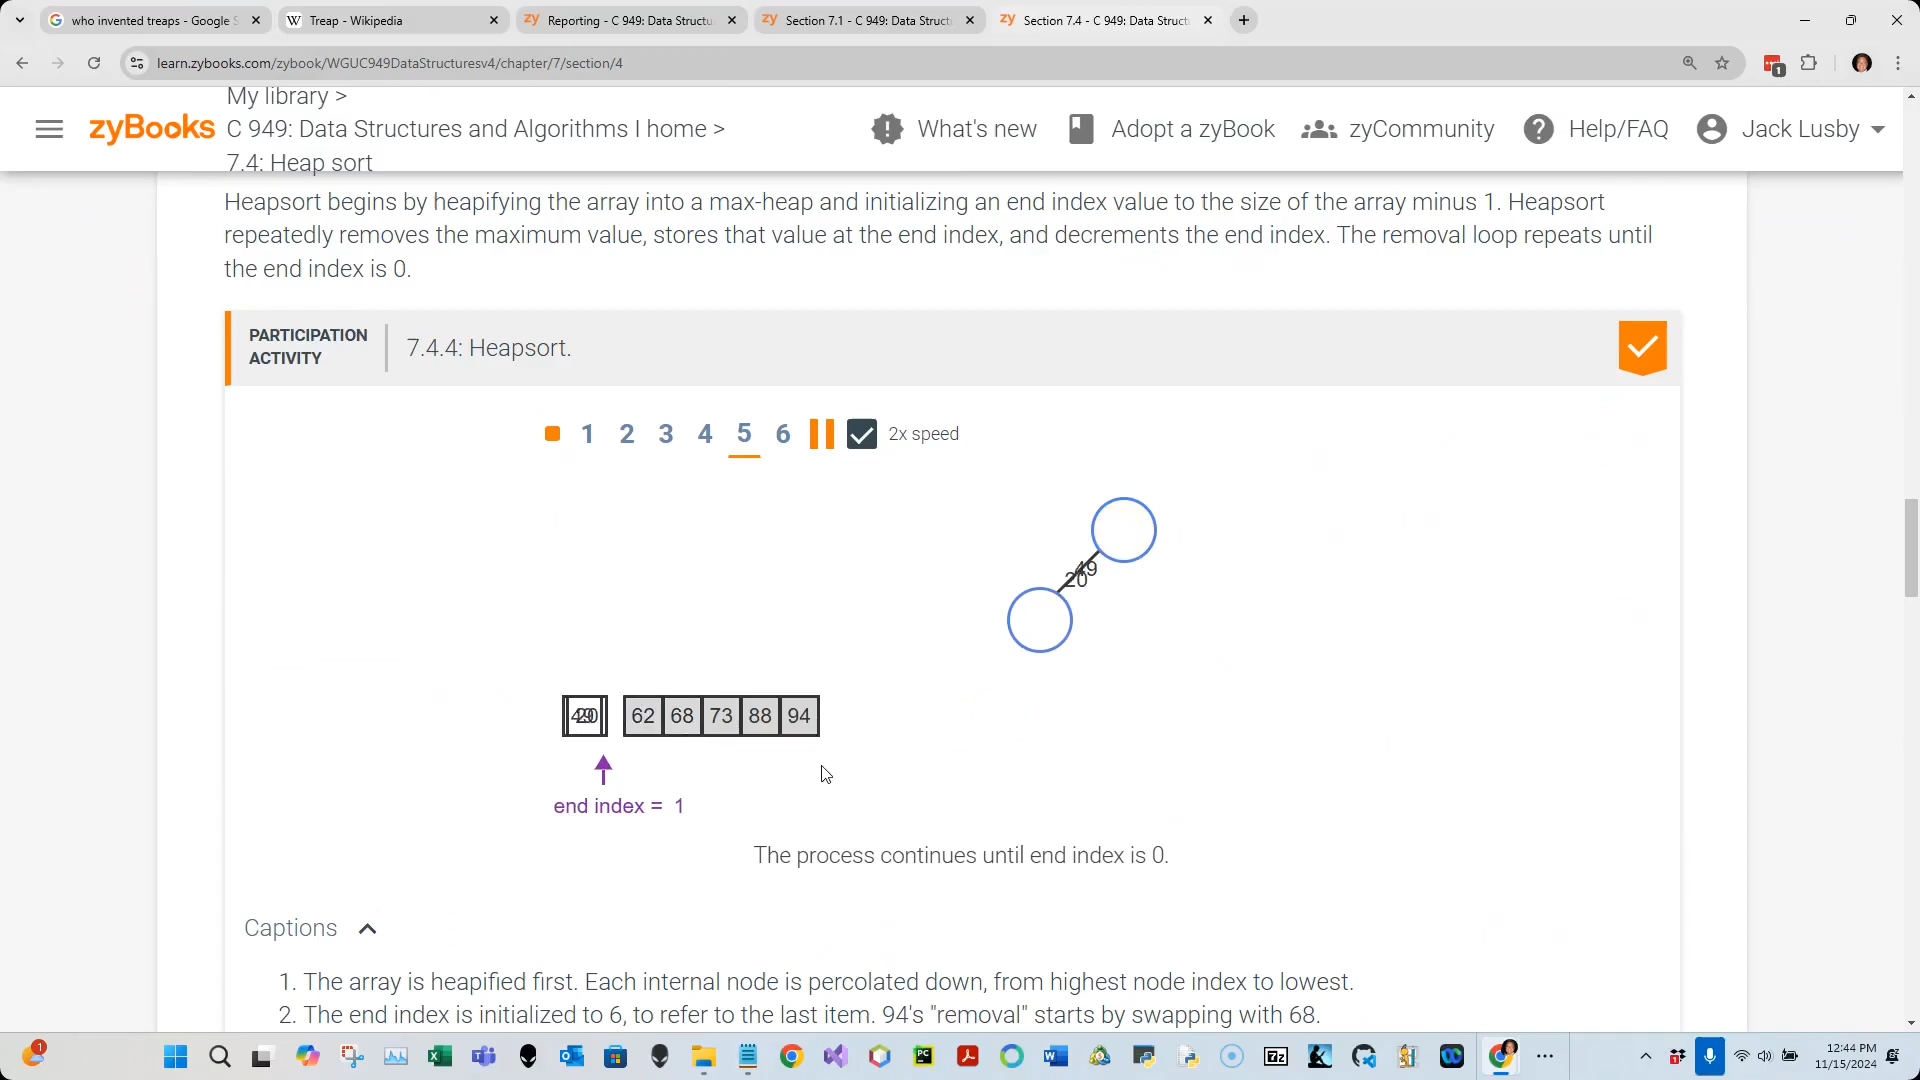 who invented treaps - Google S
Treap - Wikipedia
Reporting - C 949: Data Structu
Section 7.1 - C 949: Data Struct
Section 7.4 - C 949: Data Struct
learn.zybooks.com/zybook/WGUC949DataStructuresv4/chapter/7/section/4
1
My library >
zyBooks
C 949: Data Structures and Algorithms I home >
7.4: Heap sort
What's new
Adopt a zyBook
zyCommunity
Help/FAQ
Jack Lusby
Heapsort begins by heapifying the array into a max-heap and initializing an end index value to the size of the array minus 1. Heapsort
repeatedly removes the maximum value, stores that value at the end index, and decrements the end index. The removal loop repeats until
the end index is 0.
PARTICIPATION
ACTIVITY
7.4.4: Heapsort.
1 2 3 4 5 6
2x speed
49
20
49 20 62 68 73 88 94
end index = 1
The process continues until end index is 0.
Captions
1. The array is heapified first. Each internal node is percolated down, from highest node index to lowest.
2. The end index is initialized to 6, to refer to the last item. 94's "removal" starts by swapping with 68.
12:44 PM
11/15/2024